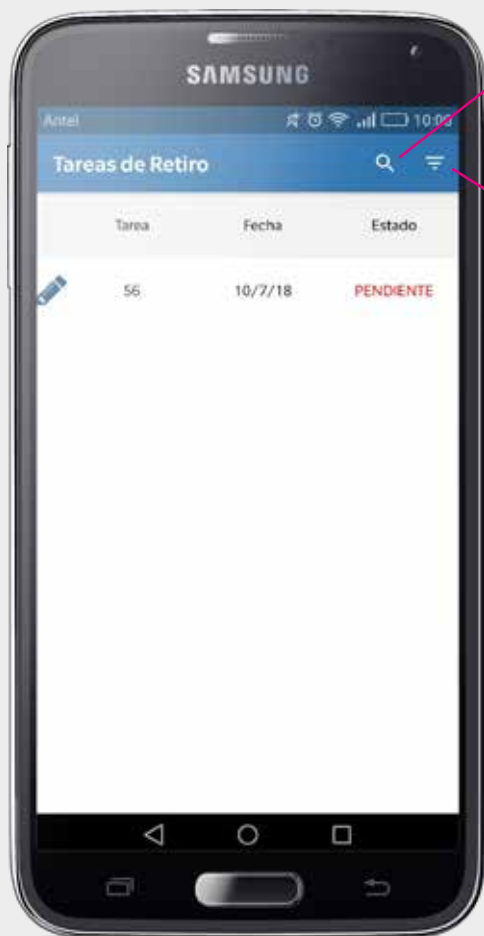 SAMSUNG
Antel 10:00
Tareas de Retiro
Tarea Fecha Estado
56 10/7/18 PENDIENTE